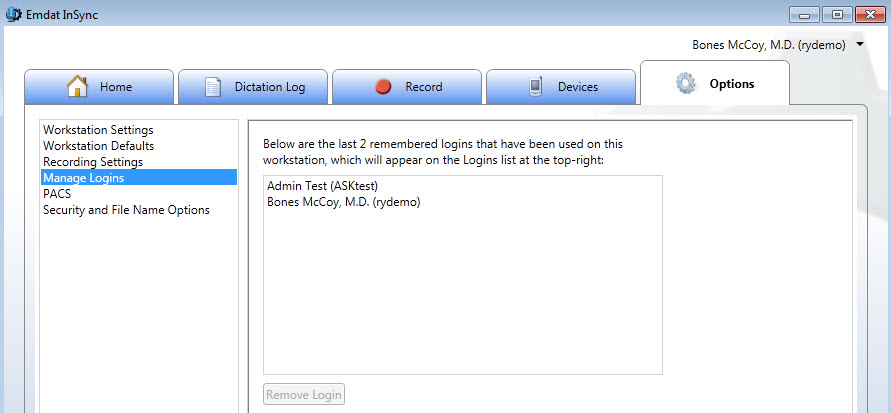 Emdat InSync
Bones McCoy, M.D. (rydemo)
Home
Dictation Log
Record
Devices
Options
Workstation Settings
Workstation Defaults
Recording Settings
Manage Logins
PACS
Security and File Name Options
Below are the last 2 remembered logins that have been used on this
workstation, which will appear on the Logins list at the top-right:
Admin Test (ASKtest)
Bones McCoy, M.D. (rydemo)
Remove Login